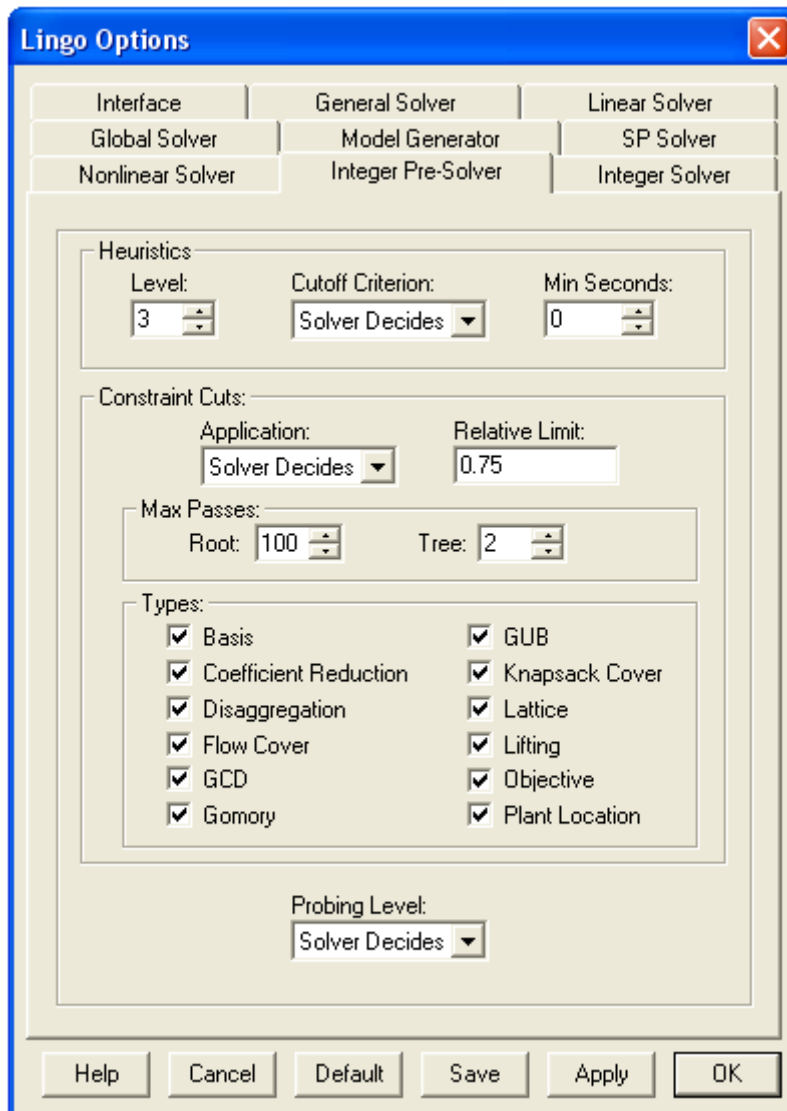 Lingo Options
Interface General Solver Linear Solver
Global Solver Model Generator SP Solver
Nonlinear Solver Integer Pre-Solver Integer Solver
Heuristics
Level: Cutoff Criterion: Min Seconds:
3 Solver Decides 0
Constraint Cuts:
Application: Relative Limit:
Solver Decides 0.75
Max Passes:
Root: 100 Tree: 2
Types:
Basis GUB
Coefficient Reduction Knapsack Cover
Disaggregation Lattice
Flow Cover Lifting
GCD Objective
Gomory Plant Location
Probing Level:
Solver Decides
Help Cancel Default Save Apply OK